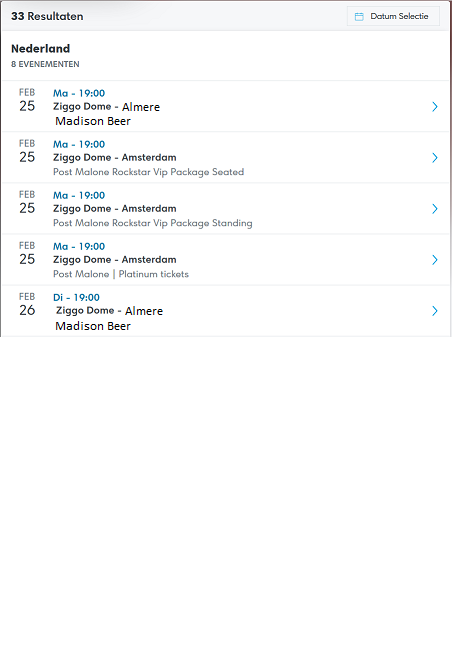 33 Resultaten
Datum Selectie
Nederland
8 EVENEMENTEN
FEB
25
Ma - 19:00
Ziggo Dome - Almere
Madison Beer
FEB
25
Ma - 19:00
Ziggo Dome - Amsterdam
Post Malone Rockstar Vip Package Seated
FEB
25
Ma - 19:00
Ziggo Dome - Amsterdam
Post Malone Rockstar Vip Package Standing
FEB
25
Ma - 19:00
Ziggo Dome - Amsterdam
Post Malone | Platinum tickets
FEB
26
Di - 19:00
Ziggo Dome - Almere
Madison Beer